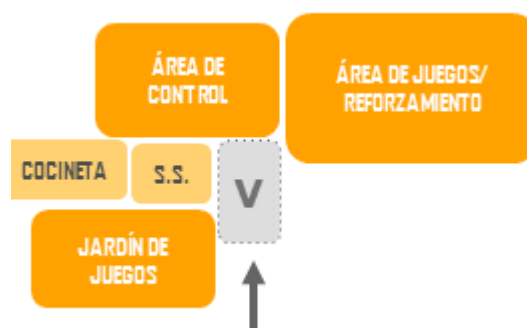 ÁREA DE
CONTROL
ÁREA DE JUEGOS/
REFORZAMIENTO
COCINETA
S.S.
V
JARDÍN DE
JUEGOS